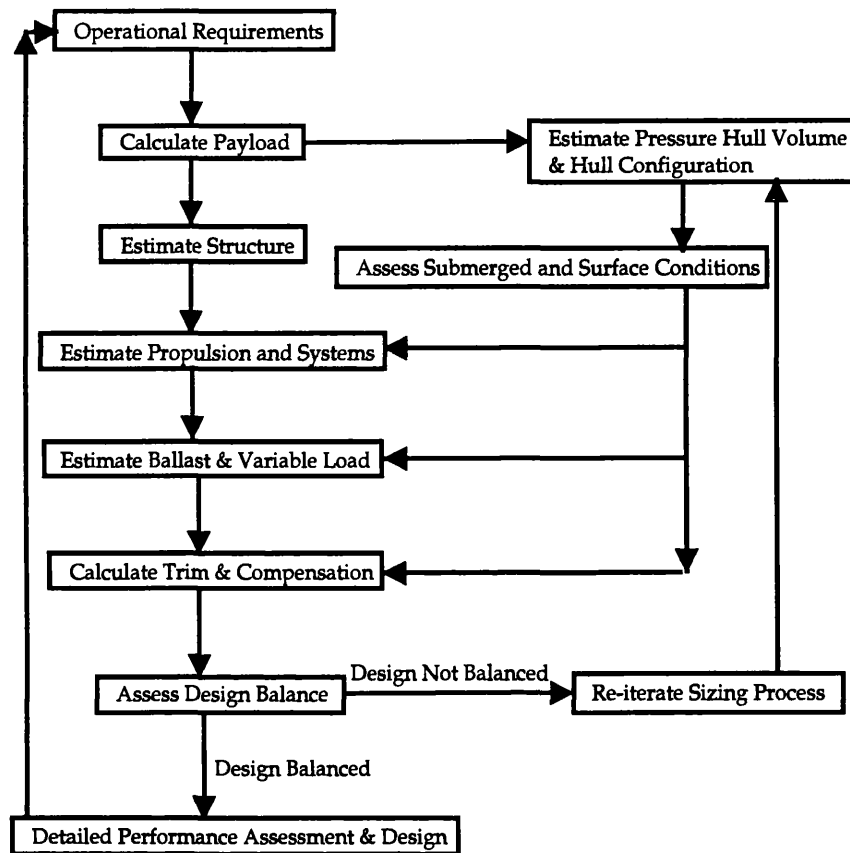 Operational Requirements
Calculate Payload
Estimate Pressure Hull Volume
& Hull Configuration
Estimate Structure
Assess Submerged and Surface Conditions
Estimate Propulsion and Systems
Estimate Ballast & Variable Load
Calculate Trim & Compensation
Design Not Balanced
Assess Design Balance
Re-iterate Sizing Process
Design Balanced
Detailed Performance Assessment & Design